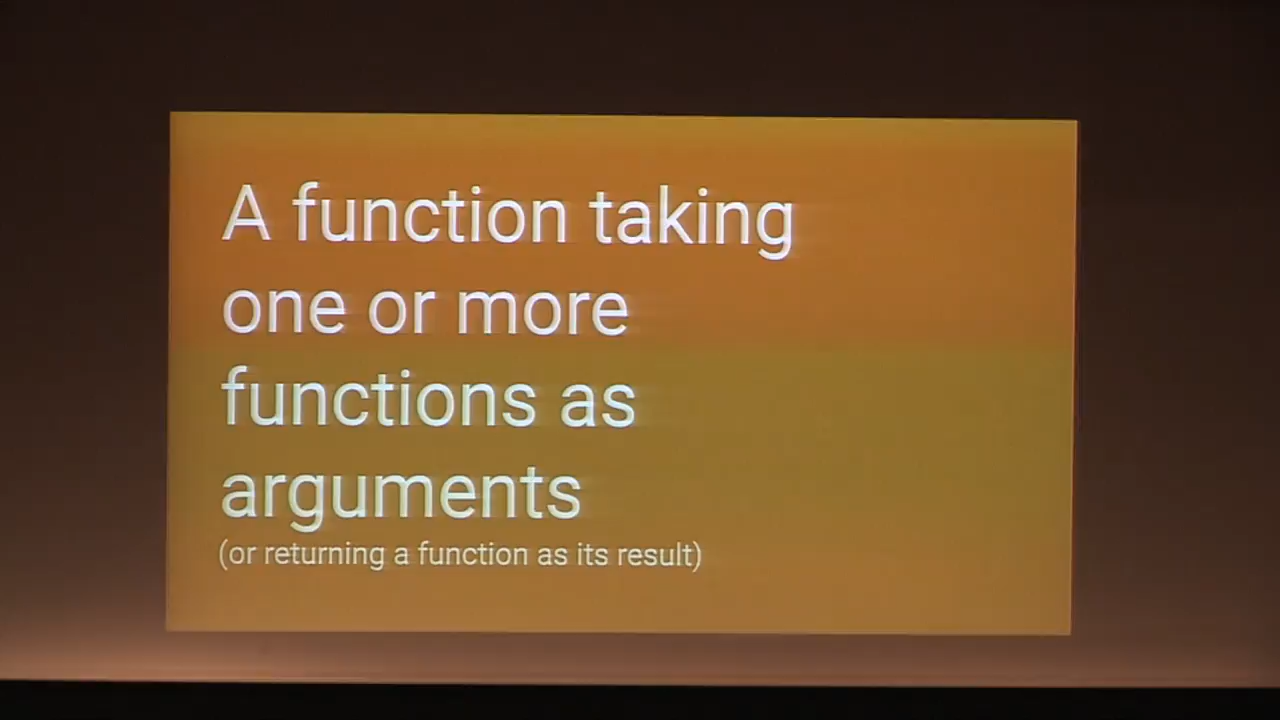 A function taking
one or more
functions as
arguments
(or returning a function as its result)